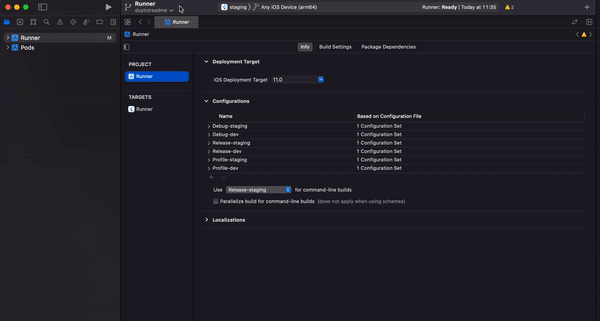 Runner
duyin/readme
staging
Any iOS Device (arm64)
Runner: Ready | Today at 11:35
2
Runner
Runner M
Pods
Runner
Info Build Settings Package Dependencies
PROJECT
Runner
TARGETS
Runner
Deployment Target
iOS Deployment Target 11.0
Configurations
Name Based on Configuration File
Debug-staging 1 Configuration Set
Debug-dev 1 Configuration Set
Release-staging 1 Configuration Set
Release-dev 1 Configuration Set
Profile-staging 1 Configuration Set
Profile-dev 1 Configuration Set
Use Release-staging for command-line builds
Parallelize build for command-line builds (does not apply when using schemes)
Localizations